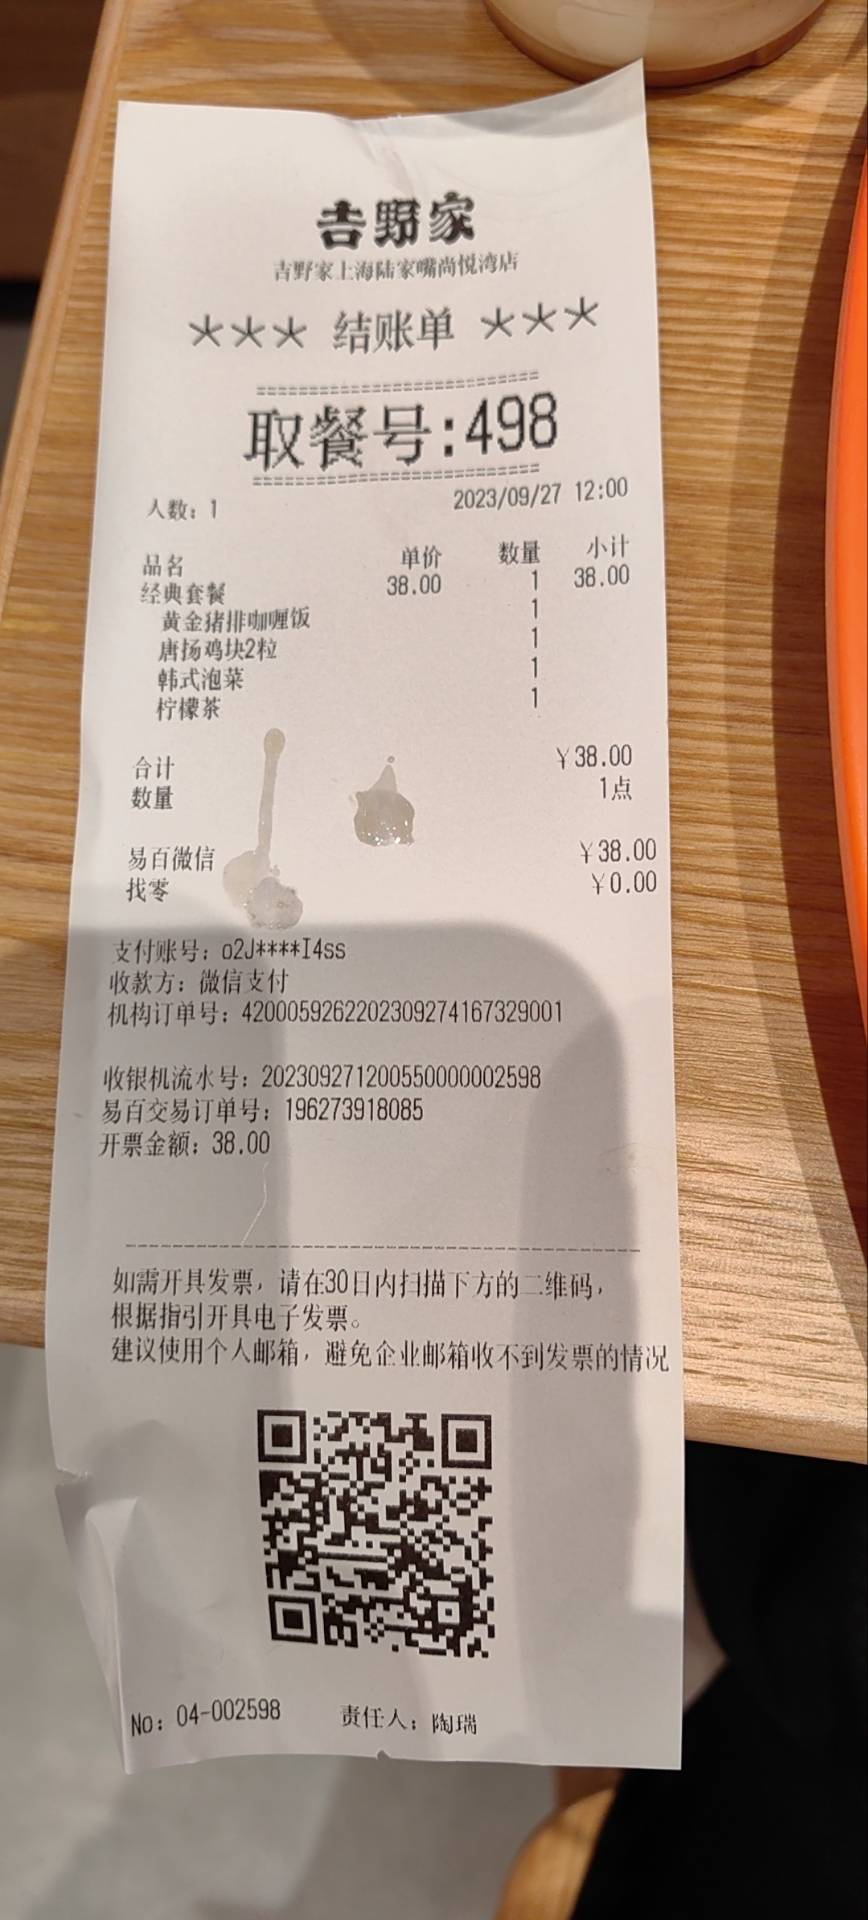 吉野家
吉野家上海陆家嘴尚悦湾店
*** 结账单 ***
==========================
取餐号:498
==========================
人数: 1 2023/09/27 12:00
品名 单价 数量 小计
经典套餐 38.00 1 38.00
黄金猪排咖喱饭 1
唐扬鸡块2粒 1
韩式泡菜 1
柠檬茶 1
合计 ¥38.00
数量 1点
易百微信 ¥38.00
找零 ¥0.00
支付账号: o2J****I4ss
收款方: 微信支付
机构订单号: 4200059262202309274167329001
收银机流水号: 2023092712005500000002598
易百交易订单号: 196273918085
开票金额: 38.00
如需开具发票, 请在30日内扫描下方的二维码,
根据指引开具电子发票。
建议使用个人邮箱, 避免企业邮箱收不到发票的情况
No: 04-002598 责任人: 陶瑞